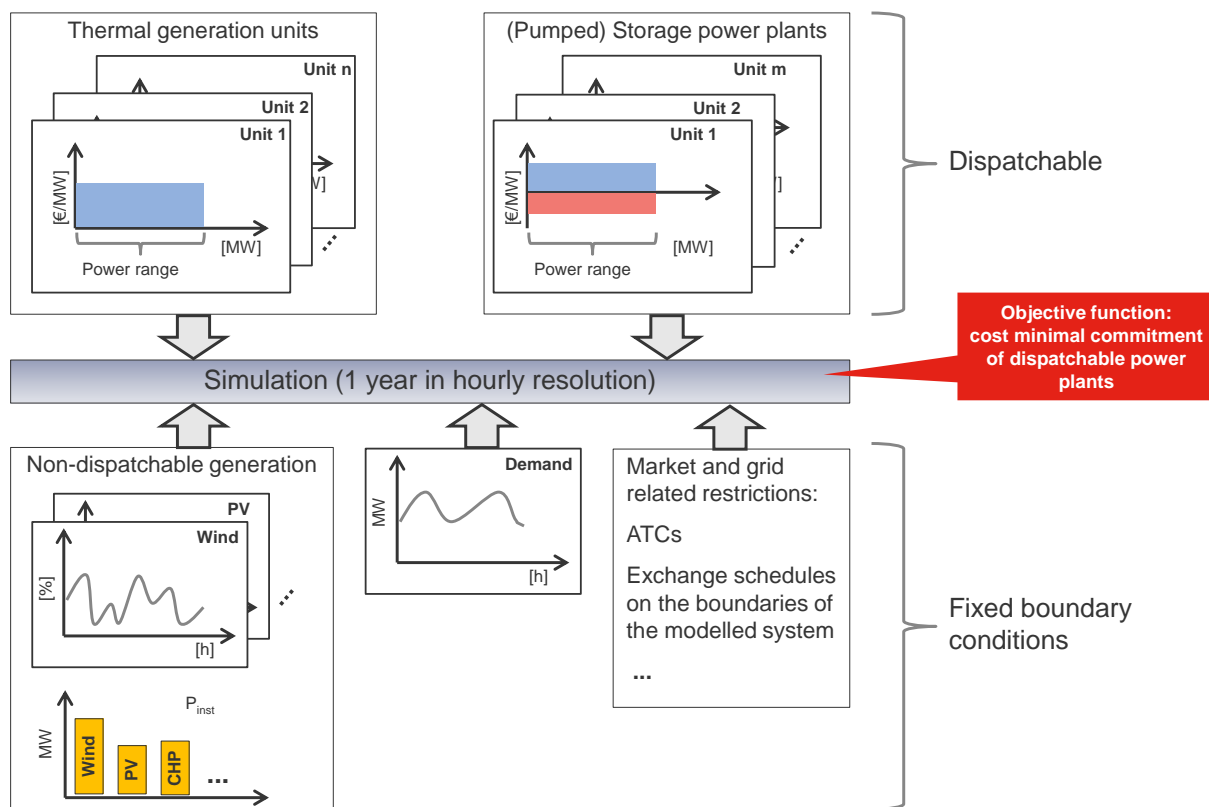 Thermal generation units
Unit n
Unit 2
Unit 1
[€/MW]
[MW]
Power range
(Pumped) Storage power plants
Unit m
Unit 2
Unit 1
[€/MW]
[MW]
Power range
Dispatchable
Objective function:
cost minimal commitment
of dispatchable power
plants
Simulation (1 year in hourly resolution)
Non-dispatchable generation
PV
Wind
[%]
[h]
P_inst
MW
Wind
PV
CHP
...
Demand
MW
[h]
Market and grid
related restrictions:
ATCs
Exchange schedules
on the boundaries of
the modelled system
...
Fixed boundary
conditions